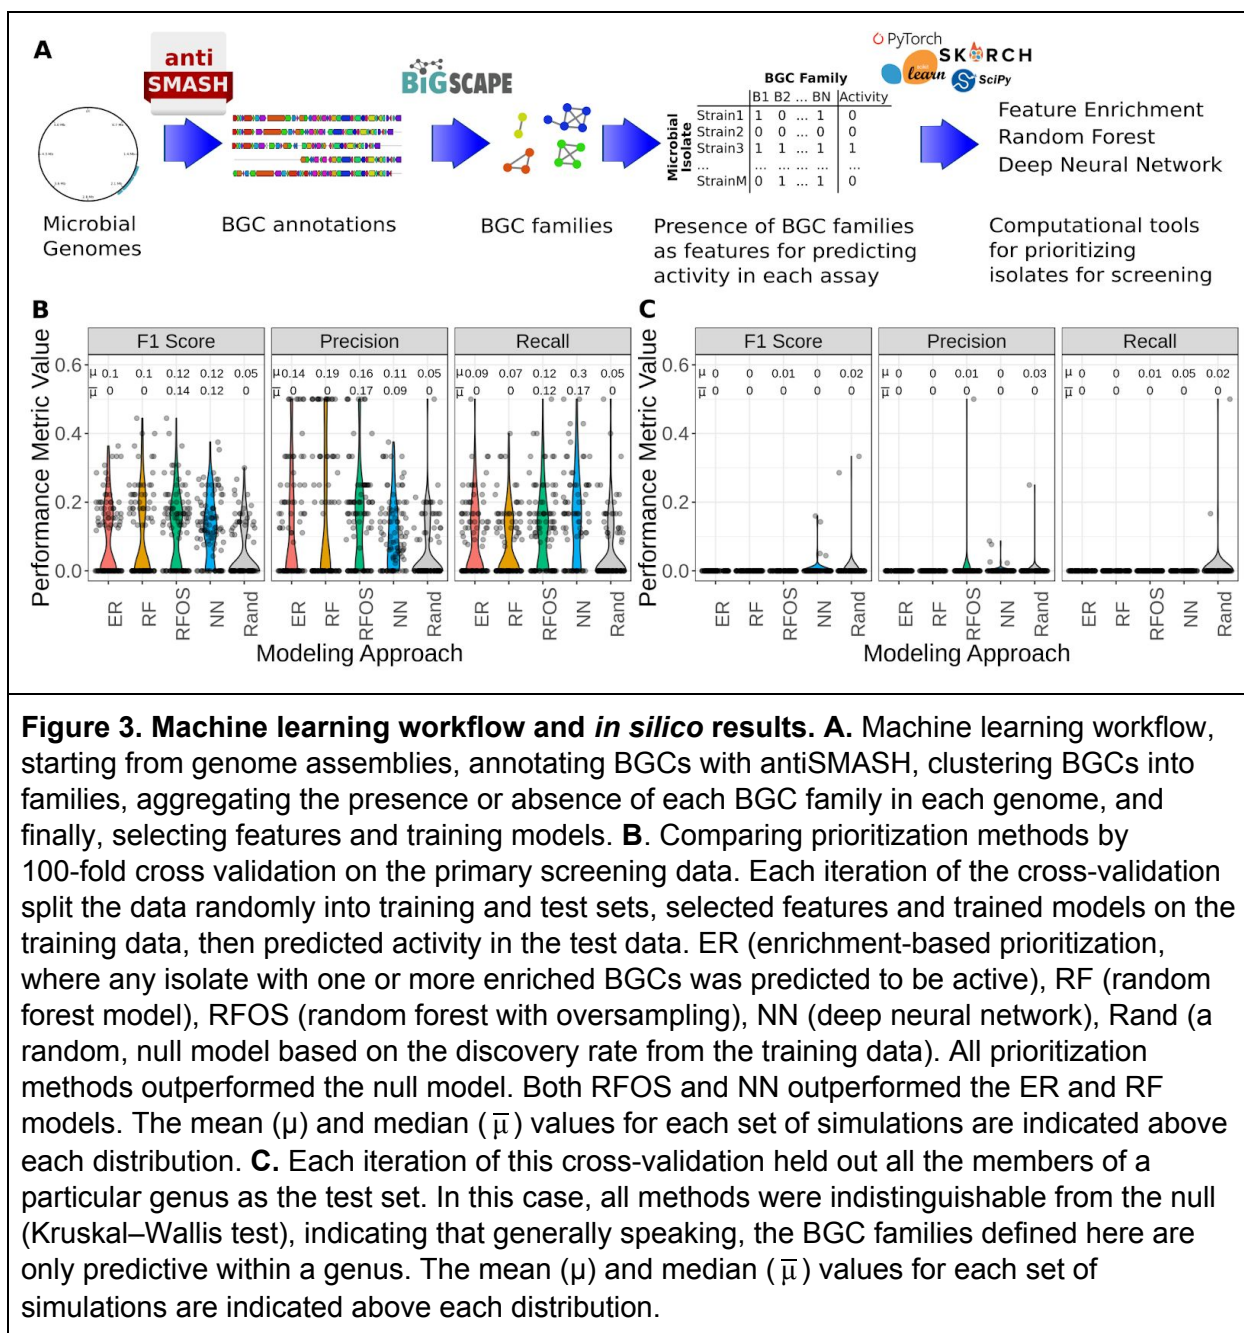 A
anti
SMASH
BiGSCAPE
PyTorch
SKORCH
learn
SciPy
BGC Family
B1 B2 ... BN Activity
Microbial
Isolate
Strain1 1 0 ... 1 0
Strain2 0 0 ... 0 0
Strain3 1 1 ... 1 1
... ... ... ... ... ...
StrainM 0 1 ... 1 0
Feature Enrichment
Random Forest
Deep Neural Network
Microbial
Genomes
BGC annotations
BGC families
Presence of BGC families
as features for predicting
activity in each assay
Computational tools
for prioritizing
isolates for screening
B
Performance Metric Value
F1 Score Precision Recall
0.6
0.4
0.2
0.0
μ 0.1 0.1 0.12 0.12 0.05
μ̅ 0 0 0.14 0.12 0
μ 0.14 0.19 0.16 0.11 0.05
μ̅ 0 0 0.17 0.09 0
μ 0.09 0.07 0.12 0.3 0.05
μ̅ 0 0 0.12 0.17 0
ER RF RFOS NN Rand
ER RF RFOS NN Rand
ER RF RFOS NN Rand
Modeling Approach
C
Performance Metric Value
F1 Score Precision Recall
0.6
0.4
0.2
0.0
μ 0 0 0.01 0 0.02
μ̅ 0 0 0 0 0
μ 0 0 0.01 0 0.03
μ̅ 0 0 0 0 0
μ 0 0 0.01 0.05 0.02
μ̅ 0 0 0 0 0
ER RF RFOS NN Rand
ER RF RFOS NN Rand
ER RF RFOS NN Rand
Modeling Approach
Figure 3. Machine learning workflow and in silico results. A. Machine learning workflow,
starting from genome assemblies, annotating BGCs with antiSMASH, clustering BGCs into
families, aggregating the presence or absence of each BGC family in each genome, and
finally, selecting features and training models. B. Comparing prioritization methods by
100-fold cross validation on the primary screening data. Each iteration of the cross-validation
split the data randomly into training and test sets, selected features and trained models on the
training data, then predicted activity in the test data. ER (enrichment-based prioritization,
where any isolate with one or more enriched BGCs was predicted to be active), RF (random
forest model), RFOS (random forest with oversampling), NN (deep neural network), Rand (a
random, null model based on the discovery rate from the training data). All prioritization
methods outperformed the null model. Both RFOS and NN outperformed the ER and RF
models. The mean (μ) and median ( μ̅ ) values for each set of simulations are indicated above
each distribution. C. Each iteration of this cross-validation held out all the members of a
particular genus as the test set. In this case, all methods were indistinguishable from the null
(Kruskal–Wallis test), indicating that generally speaking, the BGC families defined here are
only predictive within a genus. The mean (μ) and median ( μ̅ ) values for each set of
simulations are indicated above each distribution.